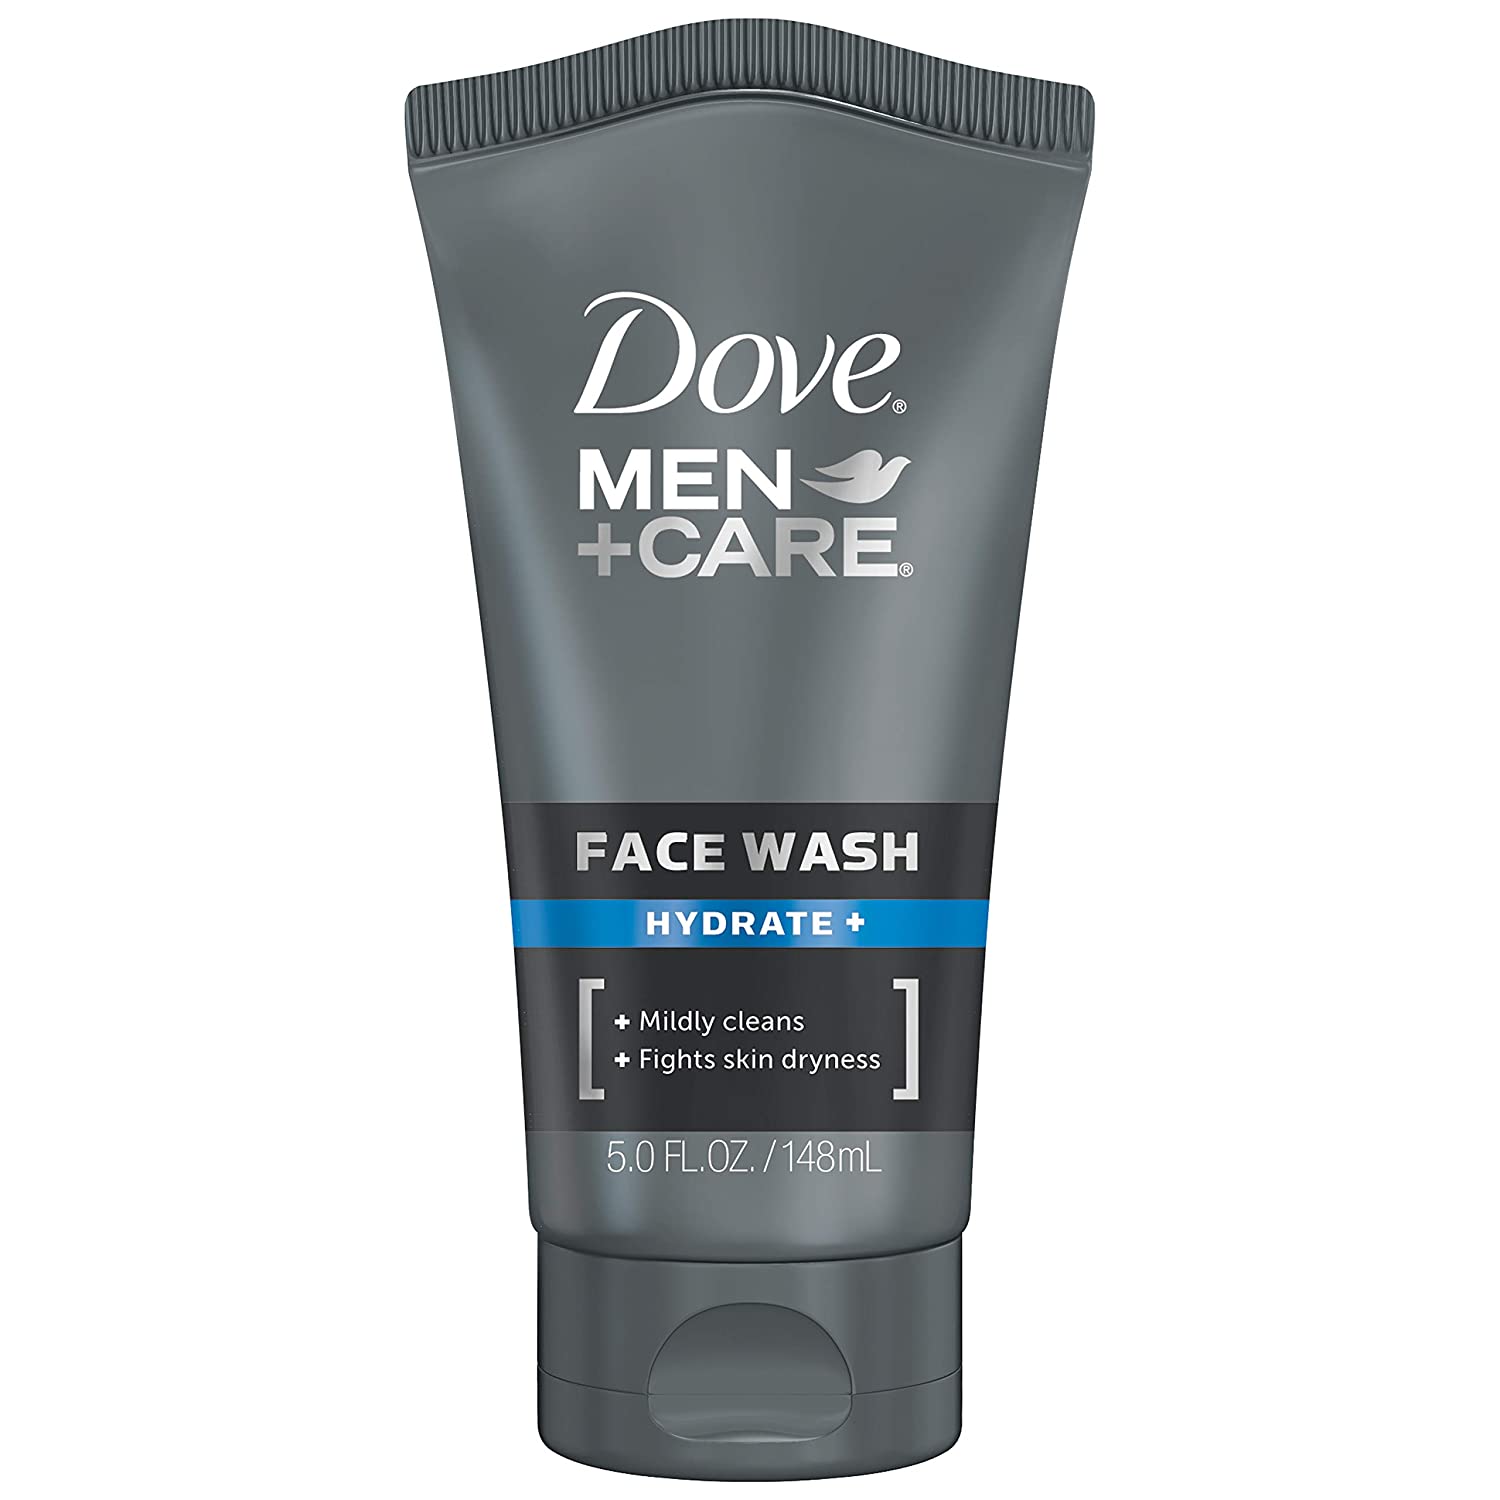 Dove®
MEN
+CARE®
FACE WASH
HYDRATE +
+ Mildly cleans
+ Fights skin dryness
5.0 FL.OZ. / 148mL